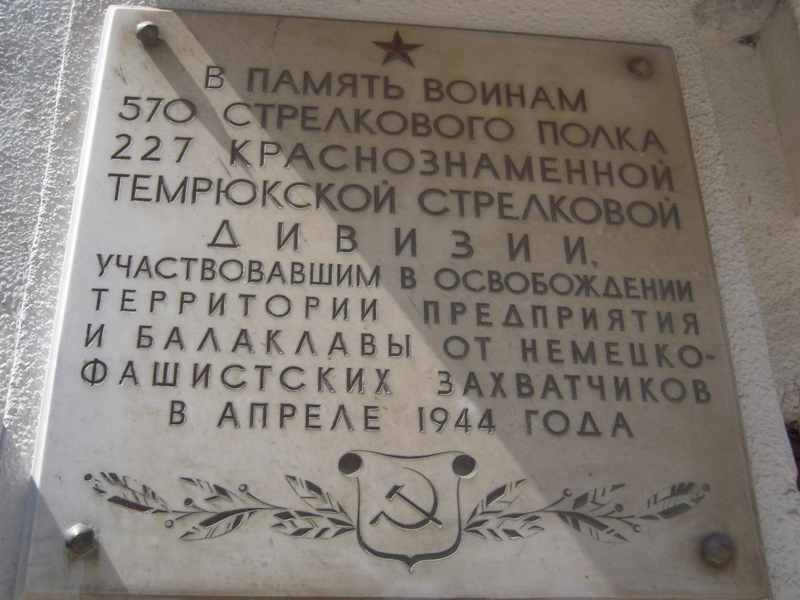 В ПАМЯТЬ ВОИНАМ
570 СТРЕЛКОВОГО ПОЛКА
227 КРАСНОЗНАМЕННОЙ
ТЕМРЮКСКОЙ СТРЕЛКОВОЙ
ДИВИЗИИ,
УЧАСТВОВАВШИМ В ОСВОБОЖДЕНИИ
ТЕРРИТОРИИ ПРЕДПРИЯТИЯ
И БАЛАКЛАВЫ ОТ НЕМЕЦКО-
ФАШИСТСКИХ ЗАХВАТЧИКОВ
В АПРЕЛЕ 1944 ГОДА